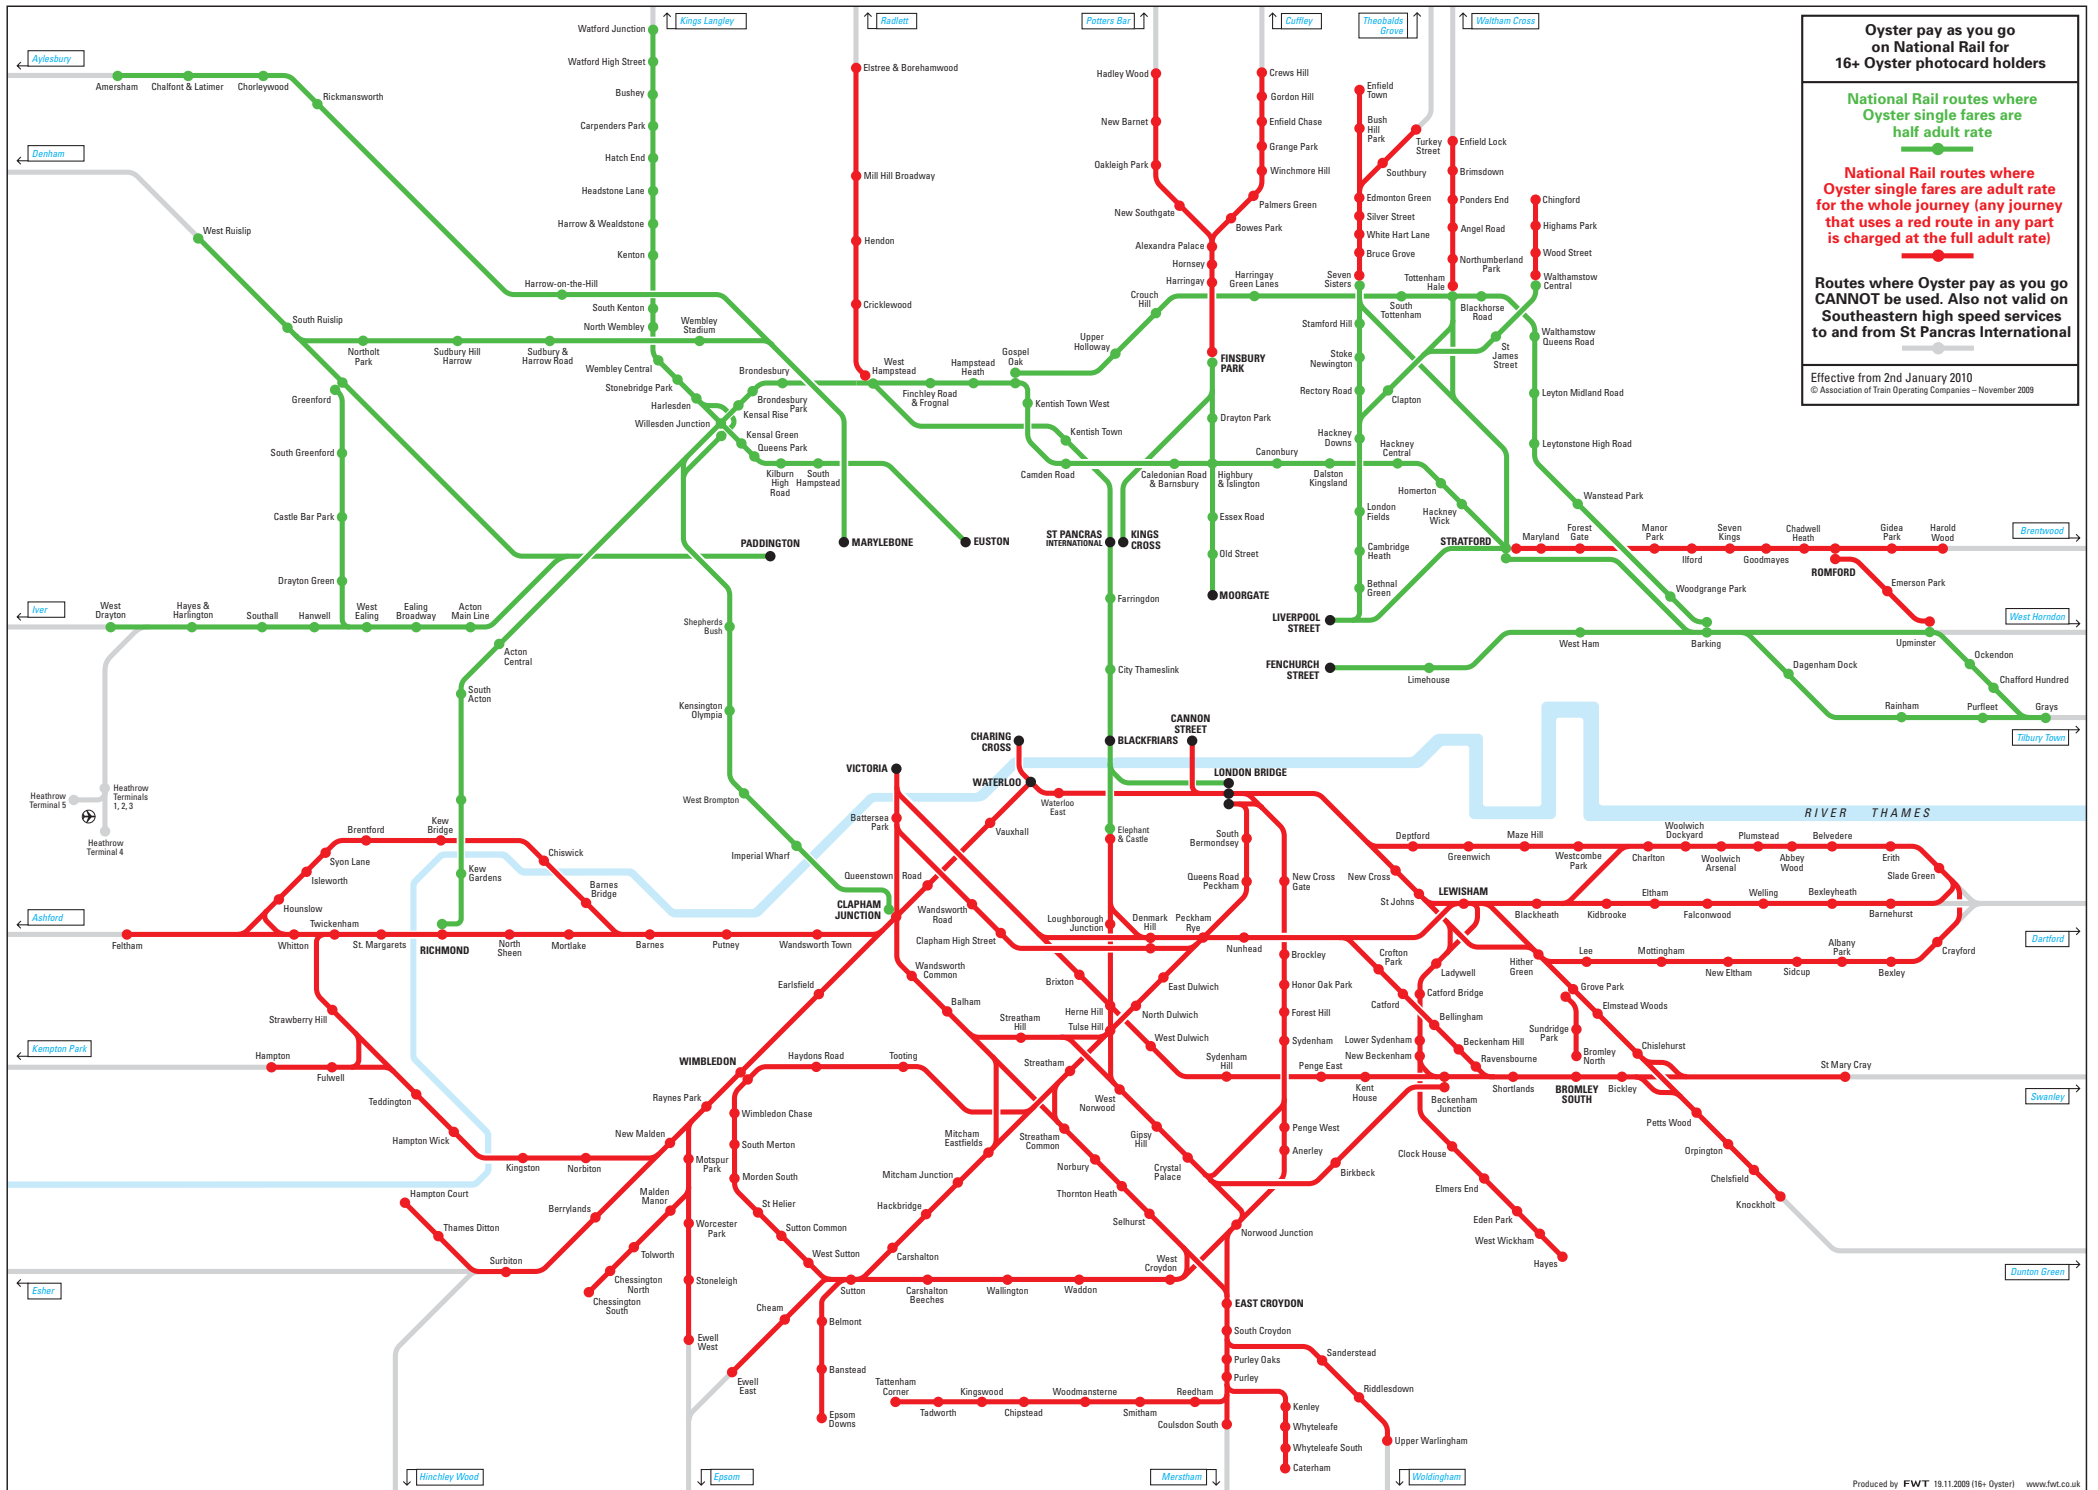 Kings Langley
Radlett
Potters Bar
Cuffley
Theobalds
Grove
Waltham Cross
Oyster pay as you go
on National Rail for
16+ Oyster photocard holders
National Rail routes where
Oyster single fares are
half adult rate
National Rail routes where
Oyster single fares are adult rate
for the whole journey (any journey
that uses a red route in any part
is charged at the full adult rate)
Routes where Oyster pay as you go
CANNOT be used. Also not valid on
Southeastern high speed services
to and from St Pancras International
Effective from 2nd January 2010
© Association of Train Operating Companies – November 2009
Aylesbury
Amersham
Chalfont & Latimer
Chorleywood
Rickmansworth
Denham
West Ruislip
South Ruislip
Harrow-on-the-Hill
Northolt
Park
Sudbury Hill
Harrow
Sudbury &
Harrow Road
Wembley
Stadium
Watford Junction
Watford High Street
Bushey
Carpenders Park
Hatch End
Headstone Lane
Harrow & Wealdstone
Kenton
South Kenton
North Wembley
Wembley Central
Stonebridge Park
Harlesden
Willesden Junction
Brondesbury
Brondesbury
Park
Kensal Rise
Kensal Green
Queens Park
Kilburn
High
Road
South
Hampstead
Elstree & Borehamwood
Mill Hill Broadway
Hendon
Cricklewood
West
Hampstead
Finchley Road
& Frognal
Hampstead
Heath
Gospel
Oak
Upper
Holloway
Crouch
Hill
Harringay
Green Lanes
Kentish Town West
Kentish Town
Camden Road
Caledonian Road
& Barnsbury
Highbury
& Islington
Canonbury
Dalston
Kingsland
Hackney
Central
Homerton
Hackney
Wick
Hadley Wood
New Barnet
Oakleigh Park
New Southgate
Crews Hill
Gordon Hill
Enfield Chase
Grange Park
Winchmore Hill
Palmers Green
Bowes Park
Alexandra Palace
Hornsey
Harringay
FINSBURY
PARK
Drayton Park
Essex Road
Old Street
MOORGATE
Enfield
Town
Bush
Hill
Park
Turkey
Street
Southbury
Edmonton Green
Silver Street
White Hart Lane
Bruce Grove
Seven
Sisters
Stamford Hill
Stoke
Newington
Rectory Road
Hackney
Downs
London
Fields
Cambridge
Heath
Bethnal
Green
LIVERPOOL
STREET
Enfield Lock
Brimsdown
Ponders End
Angel Road
Northumberland
Park
Tottenham
Hale
South
Tottenham
Blackhorse
Road
Clapton
St
James
Street
Chingford
Highams Park
Wood Street
Walthamstow
Central
Walthamstow
Queens Road
Leyton Midland Road
Leytonstone High Road
Wanstead Park
Woodgrange Park
STRATFORD
Maryland
Forest
Gate
Manor
Park
Ilford
Seven
Kings
Goodmayes
Chadwell
Heath
ROMFORD
Gidea
Park
Harold
Wood
Brentwood
Emerson Park
West Horndon
Upminster
Ockendon
Chafford Hundred
Grays
Purfleet
Rainham
Dagenham Dock
Barking
West Ham
Limehouse
FENCHURCH
STREET
Tilbury Town
Greenford
South Greenford
Castle Bar Park
Drayton Green
Iver
West
Drayton
Hayes &
Harlington
Southall
Hanwell
West
Ealing
Ealing
Broadway
Acton
Main Line
PADDINGTON
MARYLEBONE
EUSTON
ST PANCRAS
INTERNATIONAL
KINGS
CROSS
Farringdon
City Thameslink
BLACKFRIARS
CANNON
STREET
CHARING
CROSS
WATERLOO
Waterloo
East
LONDON BRIDGE
VICTORIA
Heathrow
Terminal 5
Heathrow
Terminals
1, 2, 3
Heathrow
Terminal 4
Acton
Central
South
Acton
Kew
Gardens
Shepherds
Bush
Kensington
Olympia
West Brompton
Imperial Wharf
CLAPHAM
JUNCTION
RIVER THAMES
Brentford
Kew
Bridge
Syon Lane
Isleworth
Hounslow
Chiswick
Barnes
Bridge
Ashford
Feltham
Whitton
Twickenham
St. Margarets
RICHMOND
North
Sheen
Mortlake
Barnes
Putney
Wandsworth Town
Battersea
Park
Queenstown Road
Vauxhall
Wandsworth
Road
Clapham High Street
Wandsworth
Common
Balham
Elephant
& Castle
Loughborough
Junction
Denmark
Hill
Peckham
Rye
Nunhead
South
Bermondsey
Queens Road
Peckham
New Cross
Gate
Brockley
Honor Oak Park
Forest Hill
Sydenham
Penge West
Anerley
Deptford
Greenwich
Maze Hill
Westcombe
Park
Charlton
Woolwich
Dockyard
Woolwich
Arsenal
Plumstead
Abbey
Wood
Belvedere
Erith
Slade Green
New Cross
St Johns
LEWISHAM
Blackheath
Kidbrooke
Eltham
Falconwood
Welling
Bexleyheath
Barnehurst
Dartford
Crayford
Hither
Green
Lee
Mottingham
New Eltham
Sidcup
Albany
Park
Bexley
Grove Park
Elmstead Woods
Sundridge
Park
Bromley
North
Chislehurst
Crofton
Park
Catford
Bellingham
Beckenham Hill
Ravensbourne
Ladywell
Catford Bridge
Lower Sydenham
New Beckenham
Beckenham
Junction
Shortlands
BROMLEY
SOUTH
Bickley
St Mary Cray
Swanley
Petts Wood
Orpington
Chelsfield
Knockholt
Dunton Green
Clock House
Elmers End
Eden Park
West Wickham
Hayes
Brixton
Herne Hill
East Dulwich
North Dulwich
Tulse Hill
West Dulwich
Sydenham
Hill
Penge East
Kent
House
Birkbeck
West
Norwood
Gipsy
Hill
Crystal
Palace
Norwood Junction
Streatham
Hill
Streatham
Streatham
Common
Norbury
Thornton Heath
Selhurst
Earlsfield
WIMBLEDON
Haydons Road
Tooting
Wimbledon Chase
South Merton
Morden South
St Helier
Sutton Common
West Sutton
Sutton
Mitcham
Eastfields
Mitcham Junction
Hackbridge
Carshalton
Carshalton
Beeches
Wallington
Waddon
West
Croydon
EAST CROYDON
South Croydon
Purley Oaks
Purley
Coulsdon South
Sanderstead
Riddlesdown
Upper Warlingham
Kenley
Whyteleafe
Whyteleafe South
Caterham
Reedham
Smitham
Woodmansterne
Chipstead
Kingswood
Tadworth
Tattenham
Corner
Cheam
Ewell
East
Belmont
Banstead
Epsom
Downs
Raynes Park
New Malden
Motspur
Park
Malden
Manor
Worcester
Park
Tolworth
Stoneleigh
Chessington
North
Chessington
South
Ewell
West
Strawberry Hill
Kempton Park
Hampton
Fulwell
Teddington
Hampton Wick
Kingston
Norbiton
Berrylands
Surbiton
Thames Ditton
Hampton Court
Esher
Hinchley Wood
Epsom
Merstham
Woldingham
Produced by FWT 19.11.2009 (16+ Oyster) www.fwt.co.uk